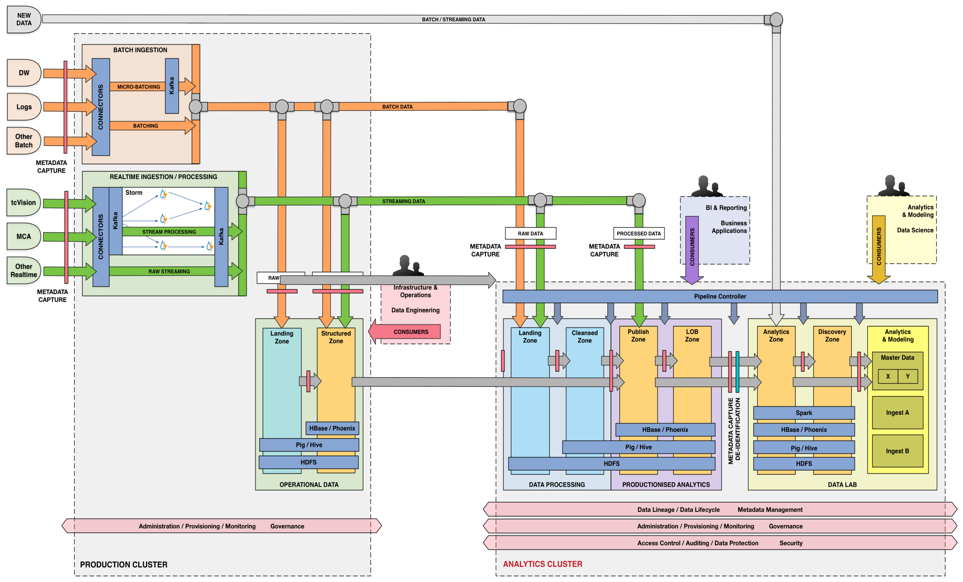 NEW
DATA
BATCH / STREAMING DATA
BATCH INGESTION
DW
Logs
Other
Batch
METADATA
CAPTURE
CONNECTORS
MICRO-BATCHING
Kafka
BATCHING
BATCH DATA
REALTIME INGESTION / PROCESSING
tcVision
MCA
Other
Realtime
METADATA
CAPTURE
CONNECTORS
Kafka
Storm
STREAM PROCESSING
Kafka
RAW STREAMING
STREAMING DATA
RAW DATA
METADATA
CAPTURE
PROCESSED DATA
METADATA
CAPTURE
BI & Reporting
Business
Applications
CONSUMERS
Analytics
& Modeling
Data Science
CONSUMERS
RAW
Infrastructure &
Operations
Data Engineering
CONSUMERS
Pipeline Controller
Landing
Zone
Structured
Zone
HBase / Phoenix
Pig / Hive
HDFS
OPERATIONAL DATA
Landing
Zone
Cleansed
Zone
Publish
Zone
LOB
Zone
HBase / Phoenix
Pig / Hive
HDFS
DATA PROCESSING
PRODUCTIONISED ANALYTICS
METADATA CAPTURE
DE-IDENTIFICATION
Analytics
Zone
Discovery
Zone
Spark
HBase / Phoenix
Pig / Hive
HDFS
Analytics
& Modeling
Master Data
X
Y
Ingest A
Ingest B
DATA LAB
Administration / Provisioning / Monitoring Governance
PRODUCTION CLUSTER
Data Lineage / Data Lifecycle Metadata Management
Administration / Provisioning / Monitoring Governance
Access Control / Auditing / Data Protection Security
ANALYTICS CLUSTER